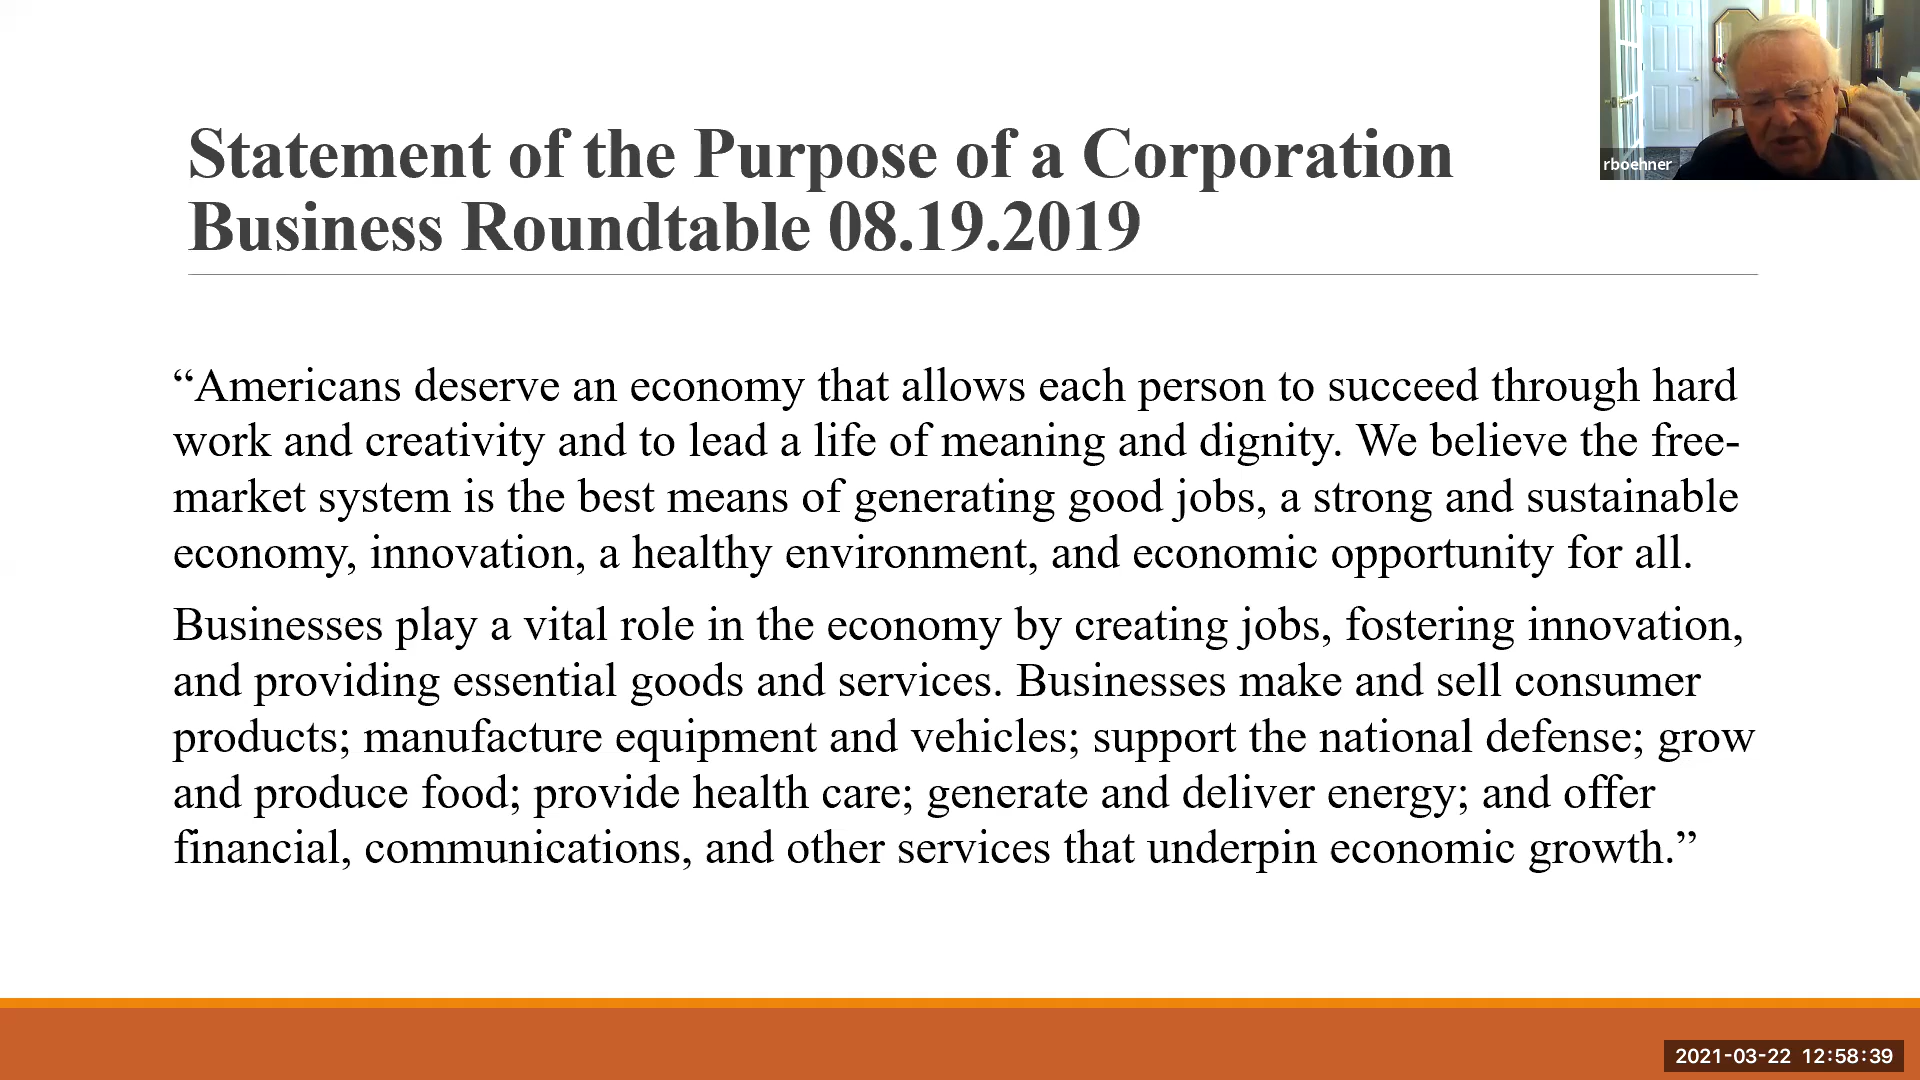 Statement of the Purpose of a Corporation
Business Roundtable 08.19.2019
rboehner
“Americans deserve an economy that allows each person to succeed through hard
work and creativity and to lead a life of meaning and dignity. We believe the free-
market system is the best means of generating good jobs, a strong and sustainable
economy, innovation, a healthy environment, and economic opportunity for all.
Businesses play a vital role in the economy by creating jobs, fostering innovation,
and providing essential goods and services. Businesses make and sell consumer
products; manufacture equipment and vehicles; support the national defense; grow
and produce food; provide health care; generate and deliver energy; and offer
financial, communications, and other services that underpin economic growth.”
2021-03-22 12:58:39